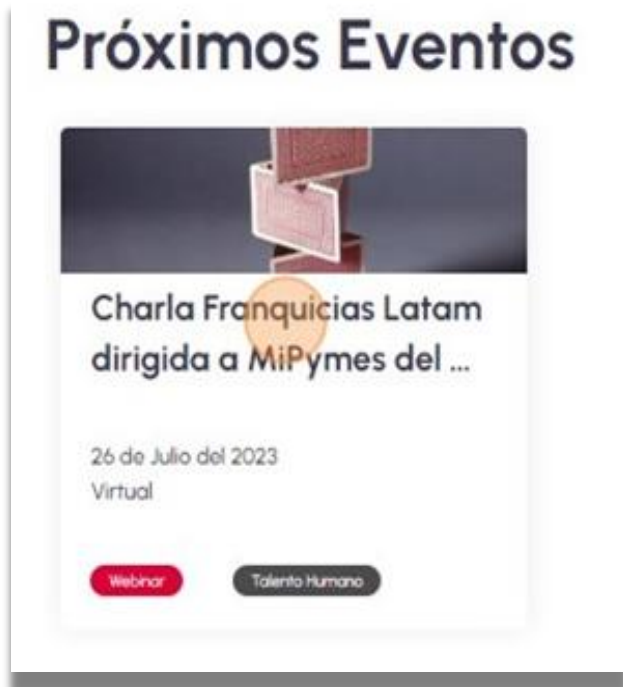 Próximos Eventos
Charla Franquicias Latam
dirigida a MiPymes del ...
26 de Julio del 2023
Virtual
Webinar
Talento Humano